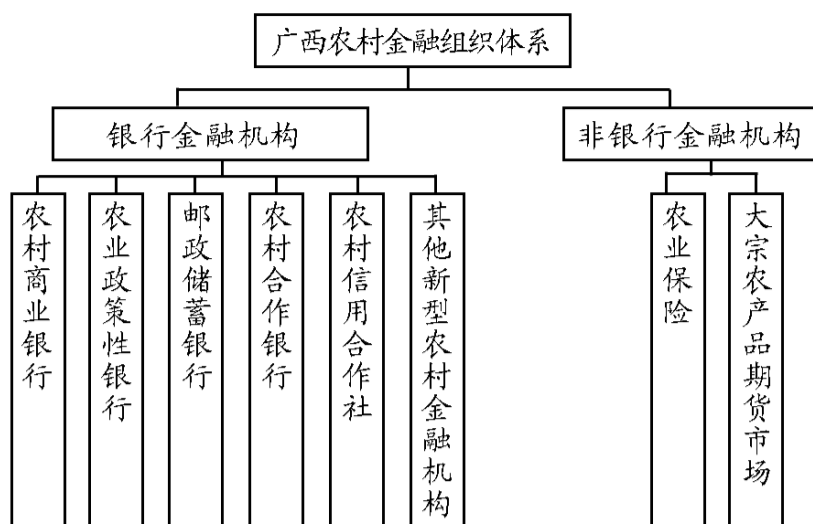 广西农村金融组织体系
银行金融机构
非银行金融机构
农村商业银行
农业政策性银行
邮政储蓄银行
农村合作银行
农村信用合作社
其他新型农村金融机构
农业保险
大宗农产品期货市场